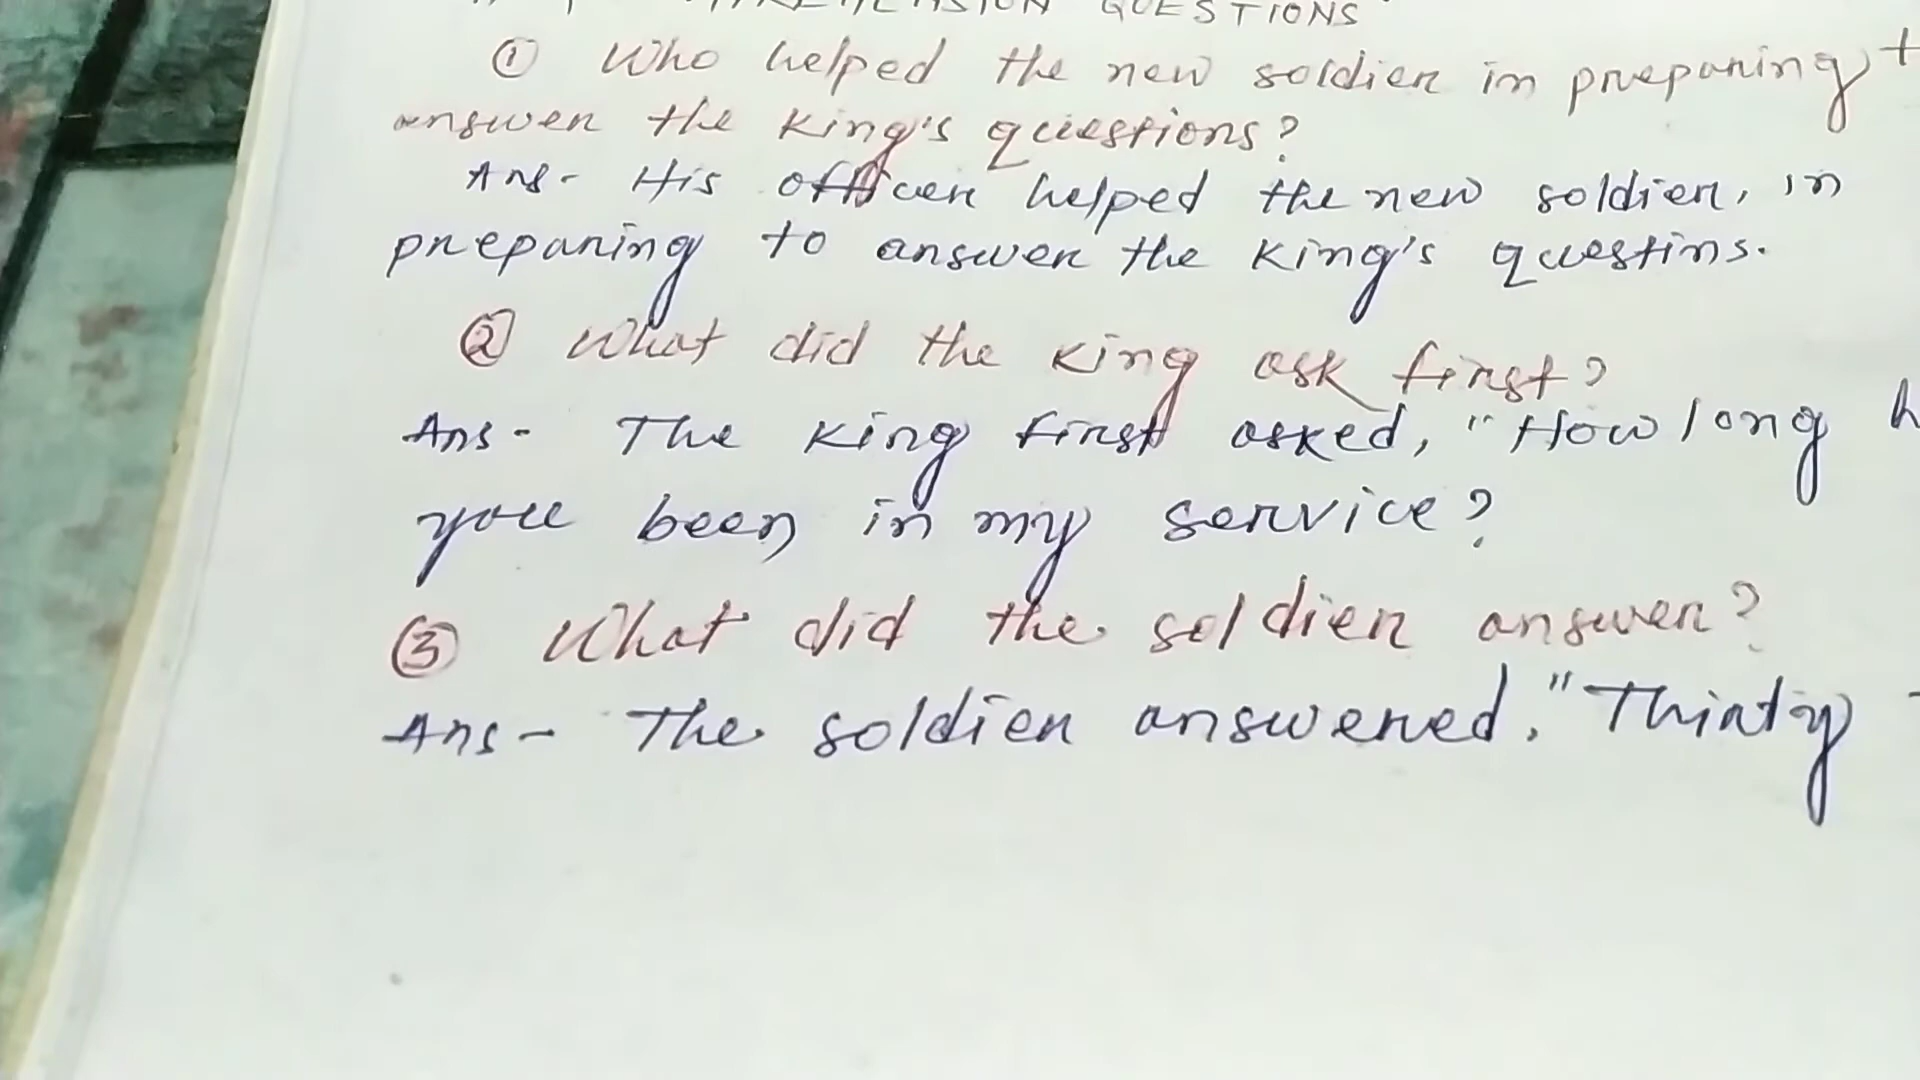 QUESTIONS
① Who helped the new soldier in preparing
answer the King's questions?
Ans- His officer helped the new soldier, in
preparing to answer the King's questins.
② What did the King ask first?
Ans- The King first asked, "How long
you been in my service?
③ What did the soldier answer?
Ans- The soldier answered, "Thirty